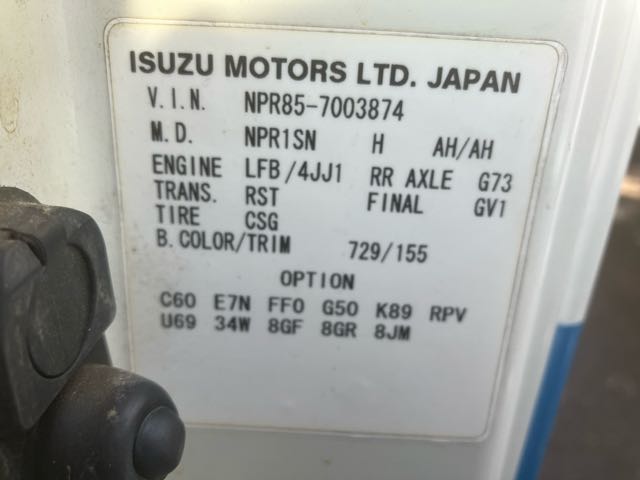 ISUZU MOTORS LTD. JAPAN
V.I.N. NPR85-7003874
M.D. NPR1SN H AH/AH
ENGINE LFB/4JJ1 RR AXLE G73
TRANS. RST FINAL GV1
TIRE CSG
B.COLOR/TRIM 729/155
OPTION
C60 E7N FF0 G50 K89 RPV
U69 34W 8GF 8GR 8JM